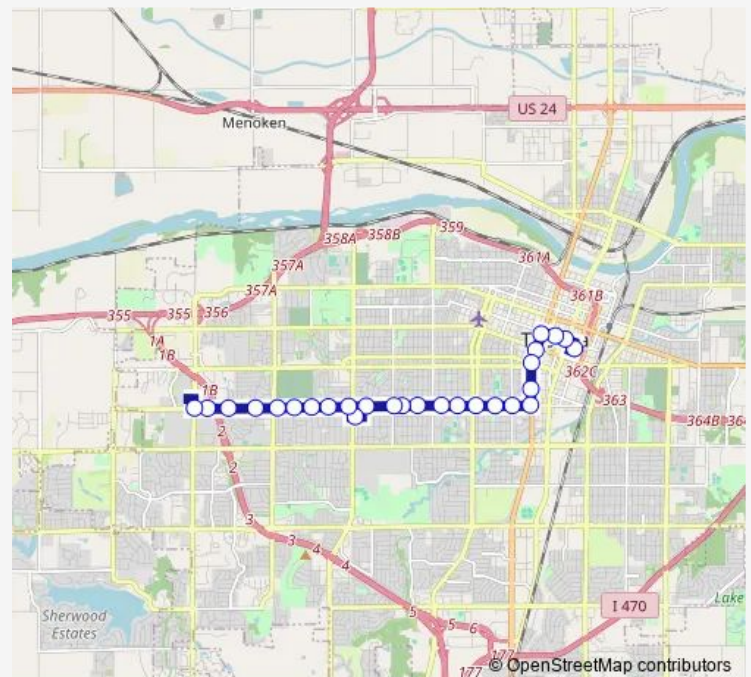 US 24
Menoken
358A
358B
359
357A
361A
357A
361B
355
355
356
1A
1B
362C
1B
363
2
364B
2
3
3
4
4
I 470
5
5
6
Lake
Sherwood
Estates
177
177
© OpenStreetMap contributors